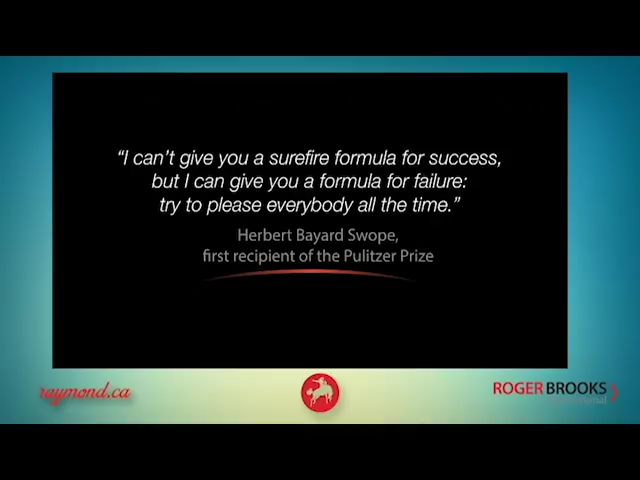 “I can’t give you a surefire formula for success,
but I can give you a formula for failure:
try to please everybody all the time.”
Herbert Bayard Swope,
first recipient of the Pulitzer Prize
raymond.ca
ROGER BROOKS